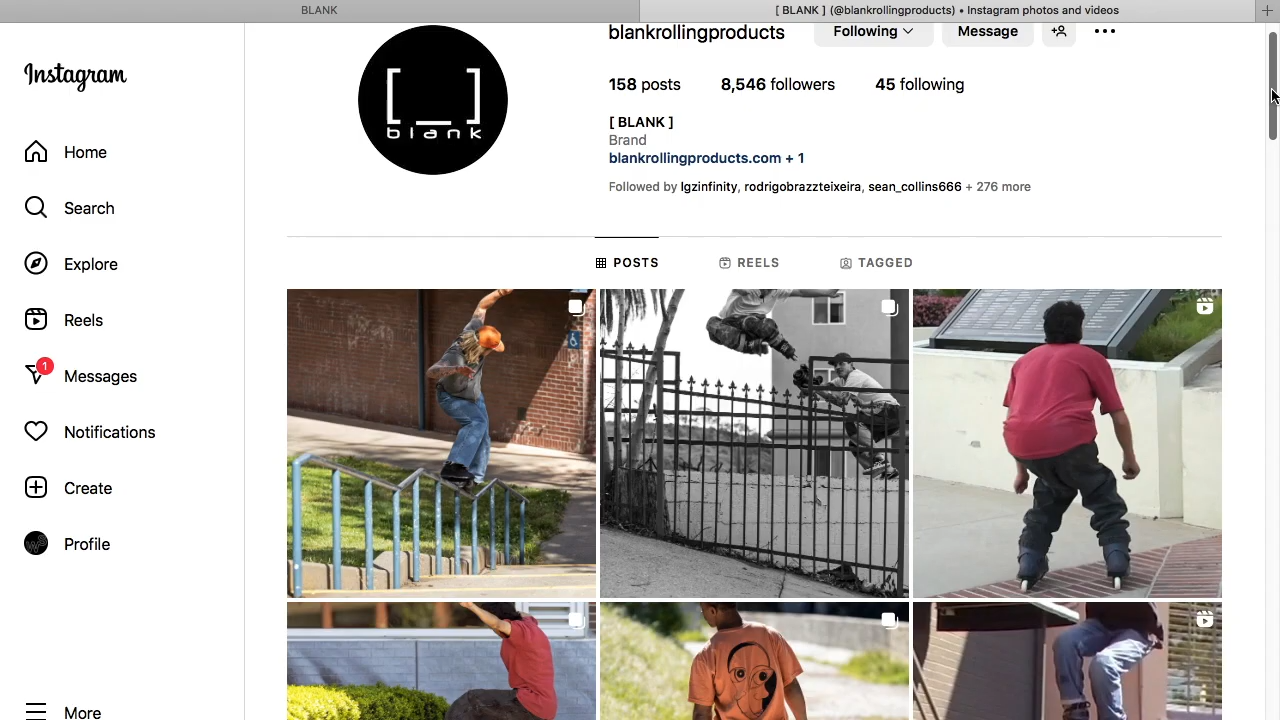 BLANK
[ BLANK ] (@blankrollingproducts) • Instagram photos and videos
Instagram
Home
Search
Explore
Reels
1
Messages
Notifications
Create
Profile
More
[_]
blank
blankrollingproducts
Following
Message
158 posts
8,546 followers
45 following
[ BLANK ]
Brand
blankrollingproducts.com + 1
Followed by lgzinfinity, rodrigobrazzteixeira, sean_collins666 + 276 more
POSTS
REELS
TAGGED